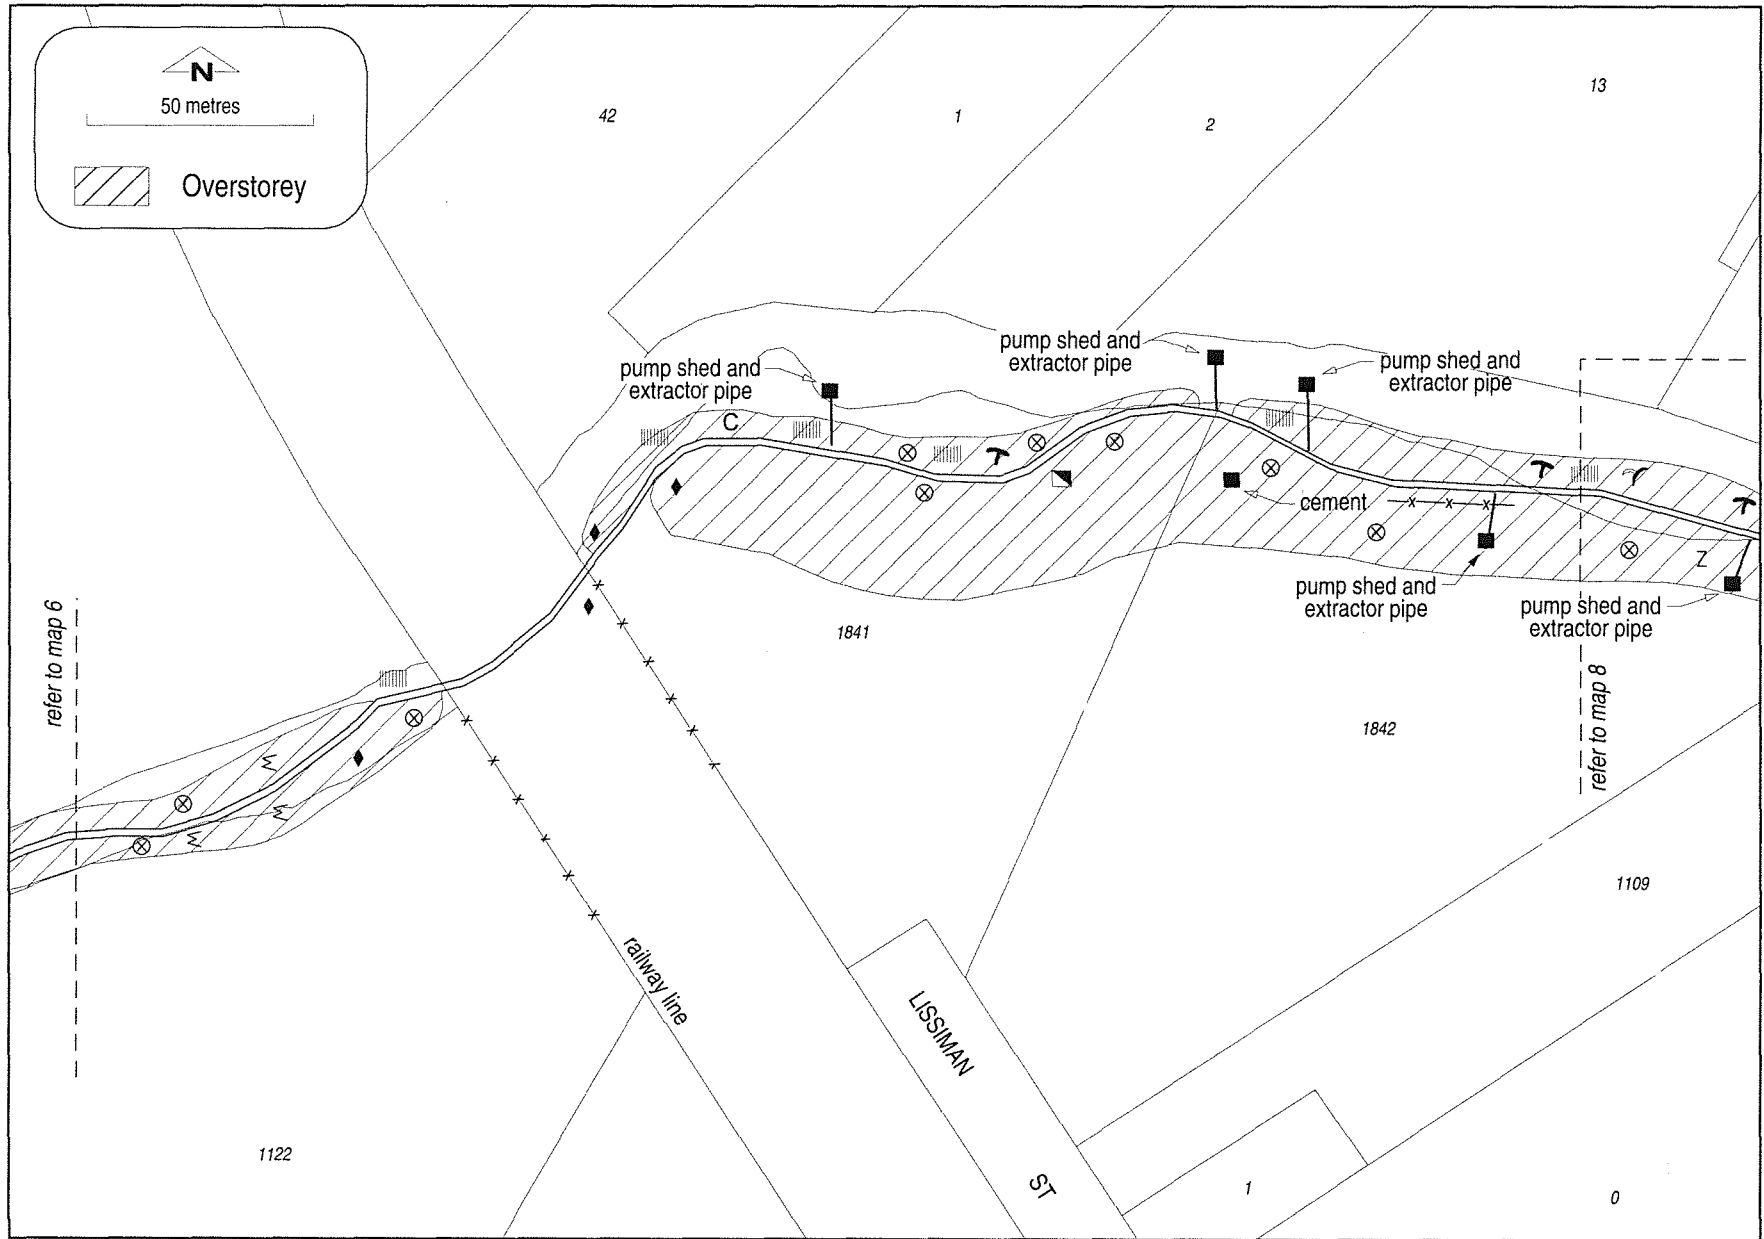 N
50 metres
Overstorey
42
1
2
13
pump shed and
extractor pipe
pump shed and
extractor pipe
pump shed and
extractor pipe
C
cement
pump shed and
extractor pipe
Z
pump shed and
extractor pipe
refer to map 6
1841
1842
refer to map 8
1109
railway line
LISSIMAN
ST
1122
1
0